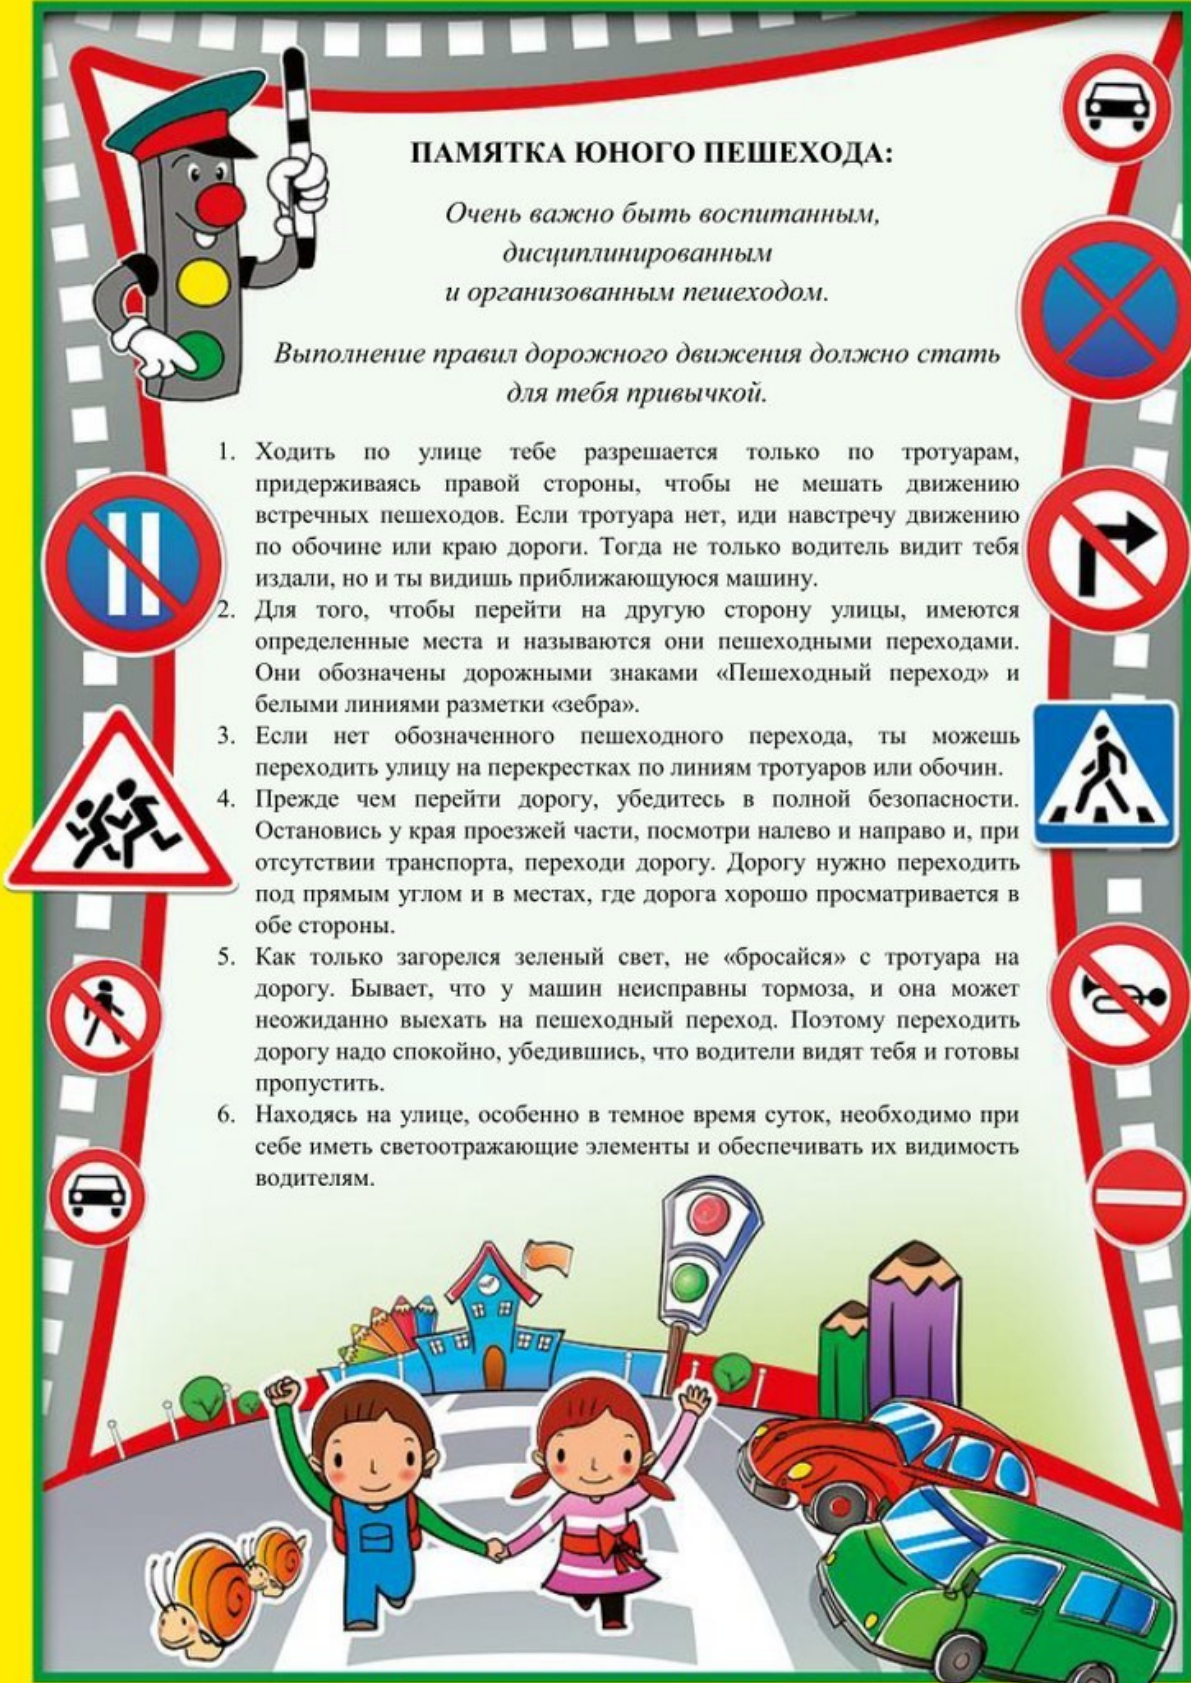 ПАМЯТКА ЮНОГО ПЕШЕХОДА:
Очень важно быть воспитанным,
дисциплинированным
и организованным пешеходом.
Выполнение правил дорожного движения должно стать
для тебя привычкой.
1. Ходить по улице тебе разрешается только по тротуарам,
придерживаясь правой стороны, чтобы не мешать движению
встречных пешеходов. Если тротуара нет, иди навстречу движению
по обочине или краю дороги. Тогда не только водитель видит тебя
издали, но и ты видишь приближающуюся машину.
2. Для того, чтобы перейти на другую сторону улицы, имеются
определенные места и называются они пешеходными переходами.
Они обозначены дорожными знаками «Пешеходный переход» и
белыми линиями разметки «зебра».
3. Если нет обозначенного пешеходного перехода, ты можешь
переходить улицу на перекрестках по линиям тротуаров или обочин.
4. Прежде чем перейти дорогу, убедитесь в полной безопасности.
Остановись у края проезжей части, посмотри налево и направо и, при
отсутствии транспорта, переходи дорогу. Дорогу нужно переходить
под прямым углом и в местах, где дорога хорошо просматривается в
обе стороны.
5. Как только загорелся зеленый свет, не «бросайся» с тротуара на
дорогу. Бывает, что у машин неисправны тормоза, и она может
неожиданно выехать на пешеходный переход. Поэтому переходить
дорогу надо спокойно, убедившись, что водители видят тебя и готовы
пропустить.
6. Находясь на улице, особенно в темное время суток, необходимо при
себе иметь светоотражающие элементы и обеспечивать их видимость
водителям.